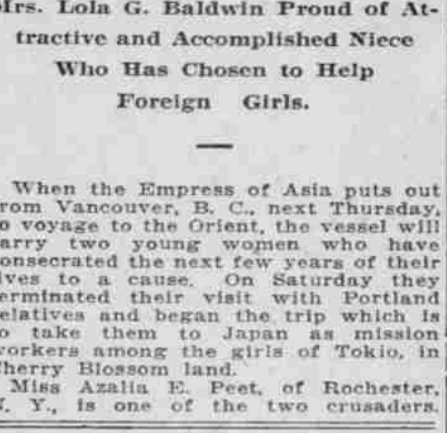 Mrs. Lola G. Baldwin Proud of At-
tractive and Accomplished Niece
Who Has Chosen to Help
Foreign Girls.
When the Empress of Asia puts out
from Vancouver, B. C., next Thursday,
to voyage to the Orient, the vessel will
carry two young women who have
consecrated the next few years of their
lives to a cause. On Saturday they
terminated their visit with Portland
relatives and began the trip which is
to take them to Japan as mission
workers among the girls of Tokio, in
Cherry Blossom land.
Miss Azalia E. Peet, of Rochester,
N. Y., is one of the two crusaders.